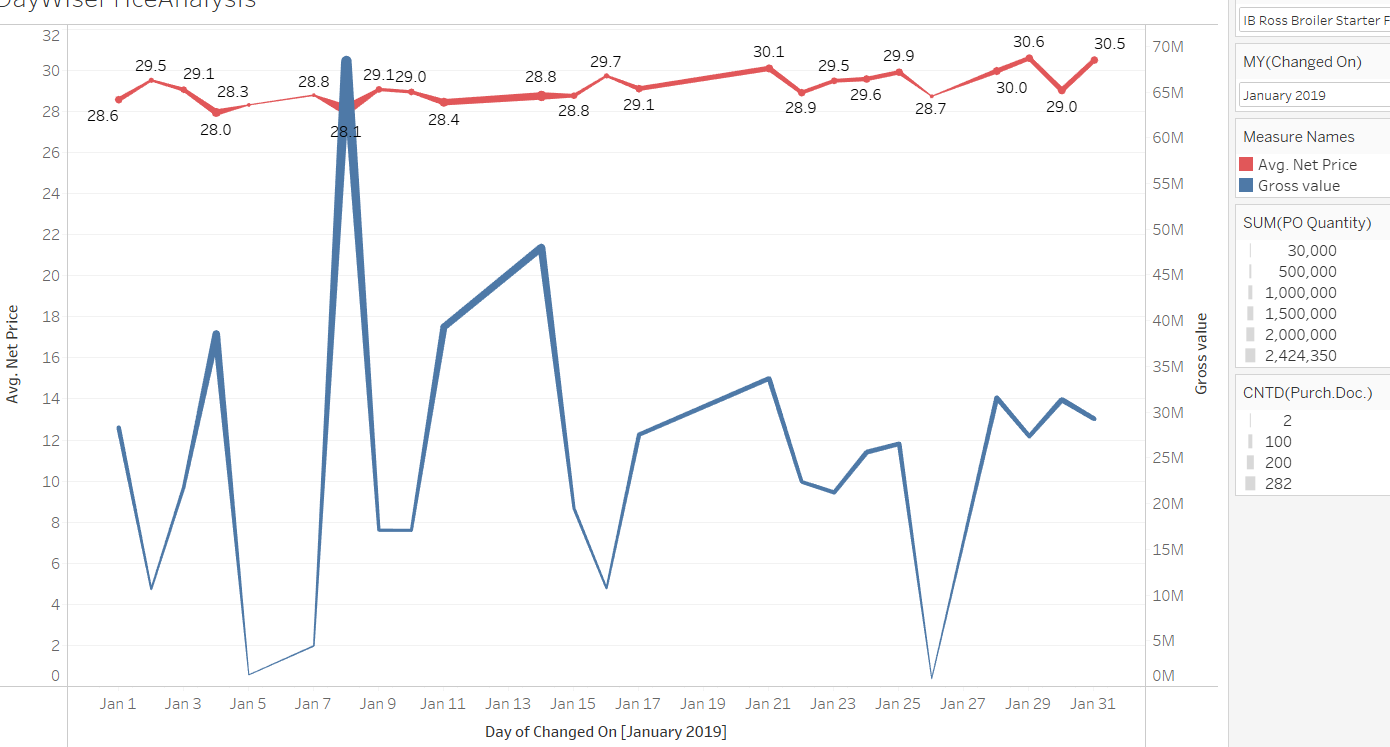 DayWisePriceAnalysis
32
30
28
26
24
22
20
18
16
14
12
10
8
6
4
2
0
Avg. Net Price
28.6
29.5
29.1
28.0
28.3
28.8
28.1
29.1
29.0
28.4
28.8
28.8
29.7
29.1
30.1
28.9
29.5
29.6
29.9
28.7
30.0
30.6
29.0
30.5
70M
65M
60M
55M
50M
45M
40M
35M
30M
25M
20M
15M
10M
5M
0M
Gross value
Jan 1 Jan 3 Jan 5 Jan 7 Jan 9 Jan 11 Jan 13 Jan 15 Jan 17 Jan 19 Jan 21 Jan 23 Jan 25 Jan 27 Jan 29 Jan 31
Day of Changed On [January 2019]
IB Ross Broiler Starter F
MY(Changed On)
January 2019
Measure Names
Avg. Net Price
Gross value
SUM(PO Quantity)
30,000
500,000
1,000,000
1,500,000
2,000,000
2,424,350
CNTD(Purch.Doc.)
2
100
200
282